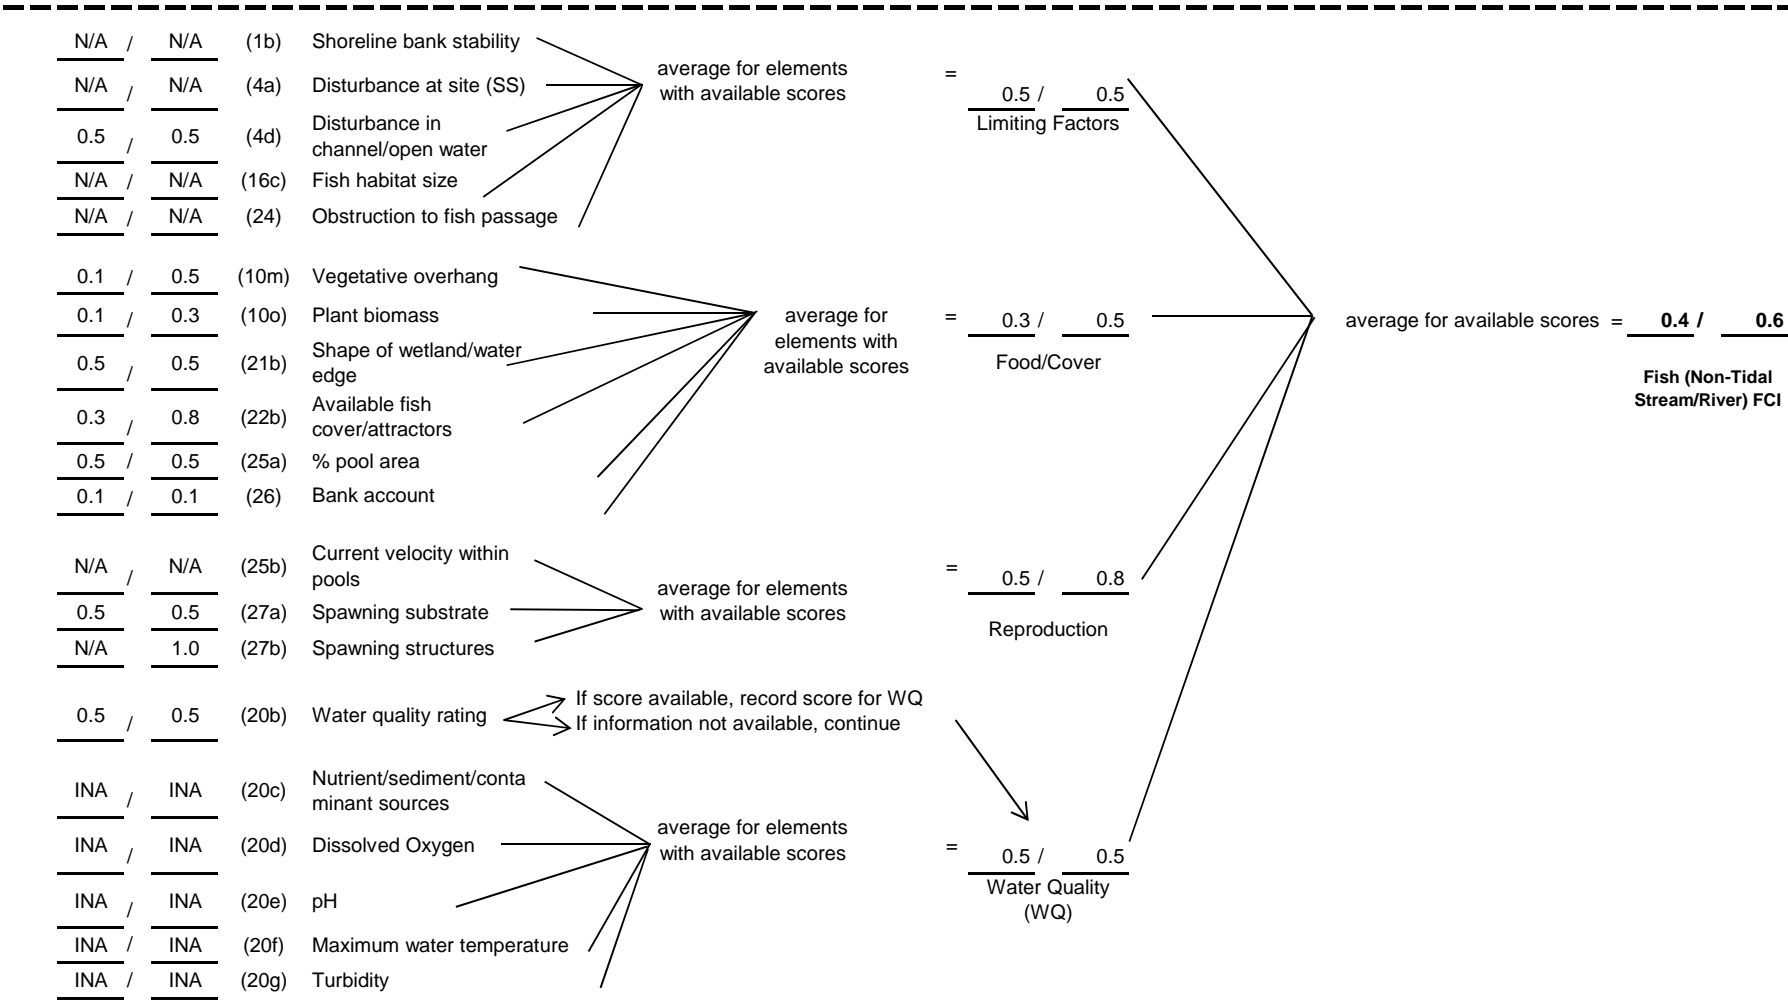 N/A / N/A (1b) Shoreline bank stability
average for elements
with available scores
=
N/A / N/A (4a) Disturbance at site (SS)
0.5 / 0.5
Limiting Factors
0.5 / 0.5 (4d) Disturbance in
channel/open water
N/A / N/A (16c) Fish habitat size
N/A / N/A (24) Obstruction to fish passage
0.1 / 0.5 (10m) Vegetative overhang
0.1 / 0.3 (10o) Plant biomass
average for
elements with
available scores
= 0.3 / 0.5
Food/Cover
average for available scores = 0.4 / 0.6
Fish (Non-Tidal
Stream/River) FCI
0.5 / 0.5 (21b) Shape of wetland/water
edge
0.3 / 0.8 (22b) Available fish
cover/attractors
0.5 / 0.5 (25a) % pool area
0.1 / 0.1 (26) Bank account
N/A / N/A (25b) Current velocity within
pools
average for elements
with available scores
= 0.5 / 0.8
Reproduction
0.5 0.5 (27a) Spawning substrate
N/A 1.0 (27b) Spawning structures
0.5 / 0.5 (20b) Water quality rating
If score available, record score for WQ
If information not available, continue
INA / INA (20c) Nutrient/sediment/conta
minant sources
INA / INA (20d) Dissolved Oxygen
average for elements
with available scores
= 0.5 / 0.5
Water Quality
(WQ)
INA / INA (20e) pH
INA / INA (20f) Maximum water temperature
INA / INA (20g) Turbidity